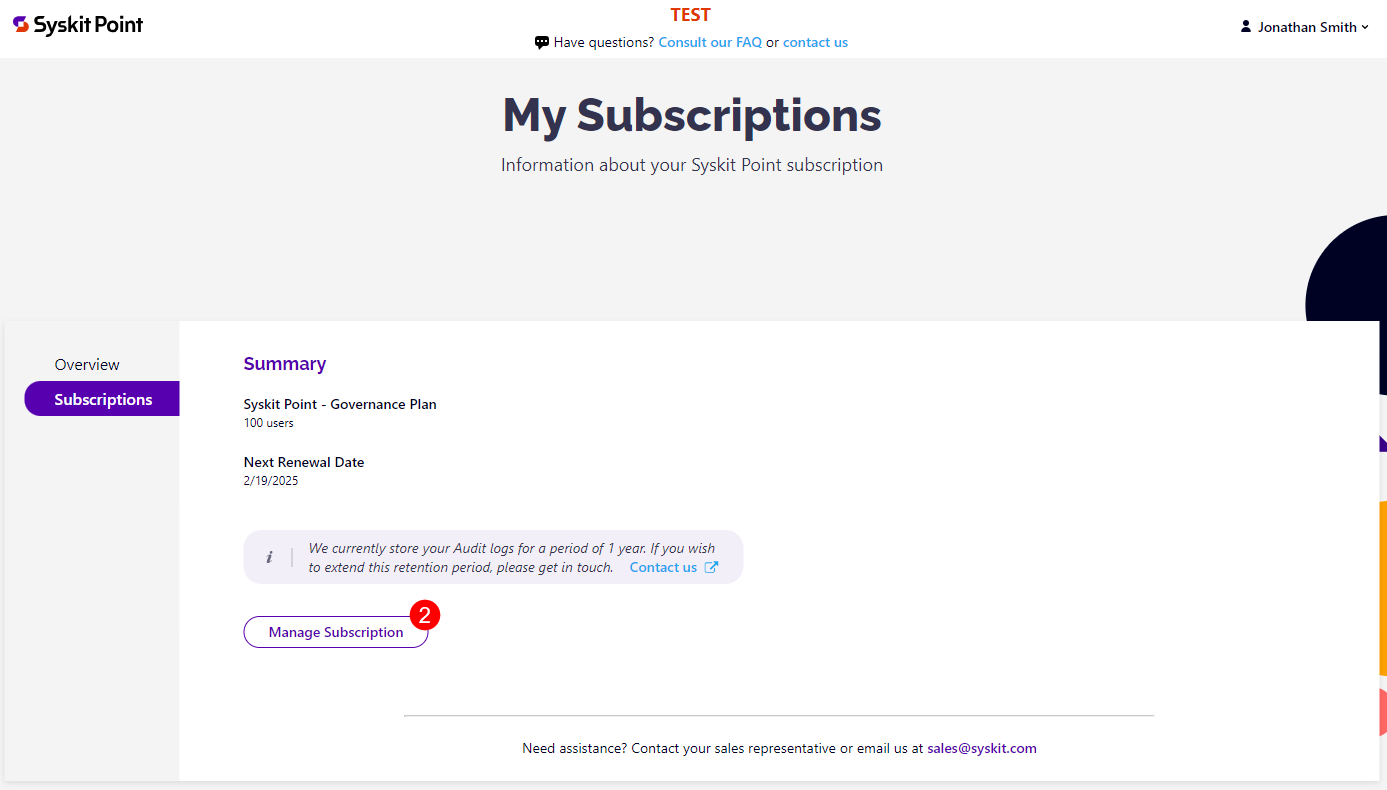 Syskit Point
TEST
Have questions? Consult our FAQ or contact us
Jonathan Smith
My Subscriptions
Information about your Syskit Point subscription
Overview
Subscriptions
Summary
Syskit Point - Governance Plan
100 users
Next Renewal Date
2/19/2025
i
We currently store your Audit logs for a period of 1 year. If you wish
to extend this retention period, please get in touch. Contact us
2
Manage Subscription
Need assistance? Contact your sales representative or email us at sales@syskit.com